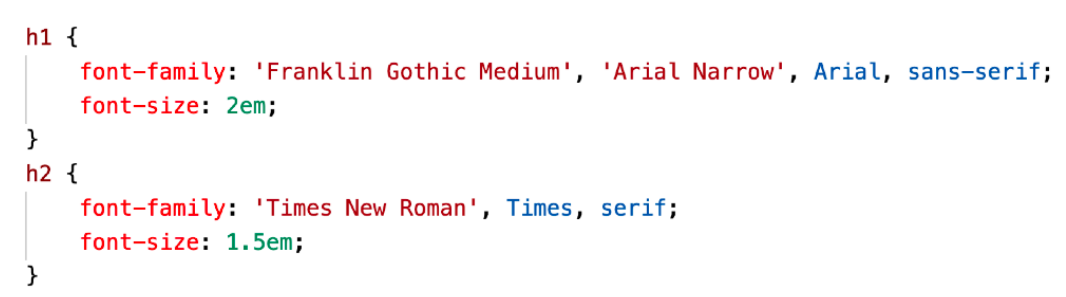 h1 {
    font-family: 'Franklin Gothic Medium', 'Arial Narrow', Arial, sans-serif;
    font-size: 2em;
}
h2 {
    font-family: 'Times New Roman', Times, serif;
    font-size: 1.5em;
}